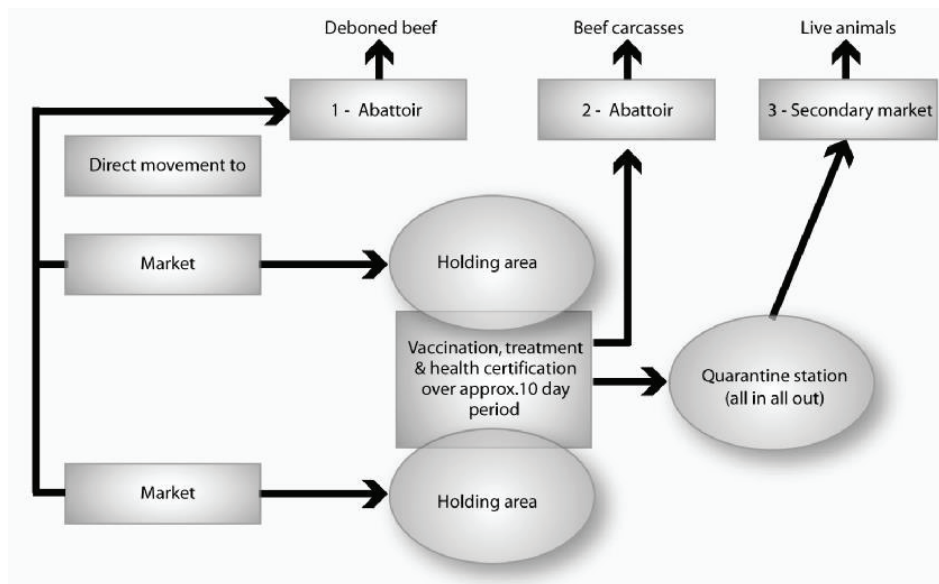 Deboned beef
Beef carcasses
Live animals
1 - Abattoir
2 - Abattoir
3 - Secondary market
Direct movement to
Market
Holding area
Vaccination, treatment
& health certification
over approx.10 day
period
Quarantine station
(all in all out)
Market
Holding area